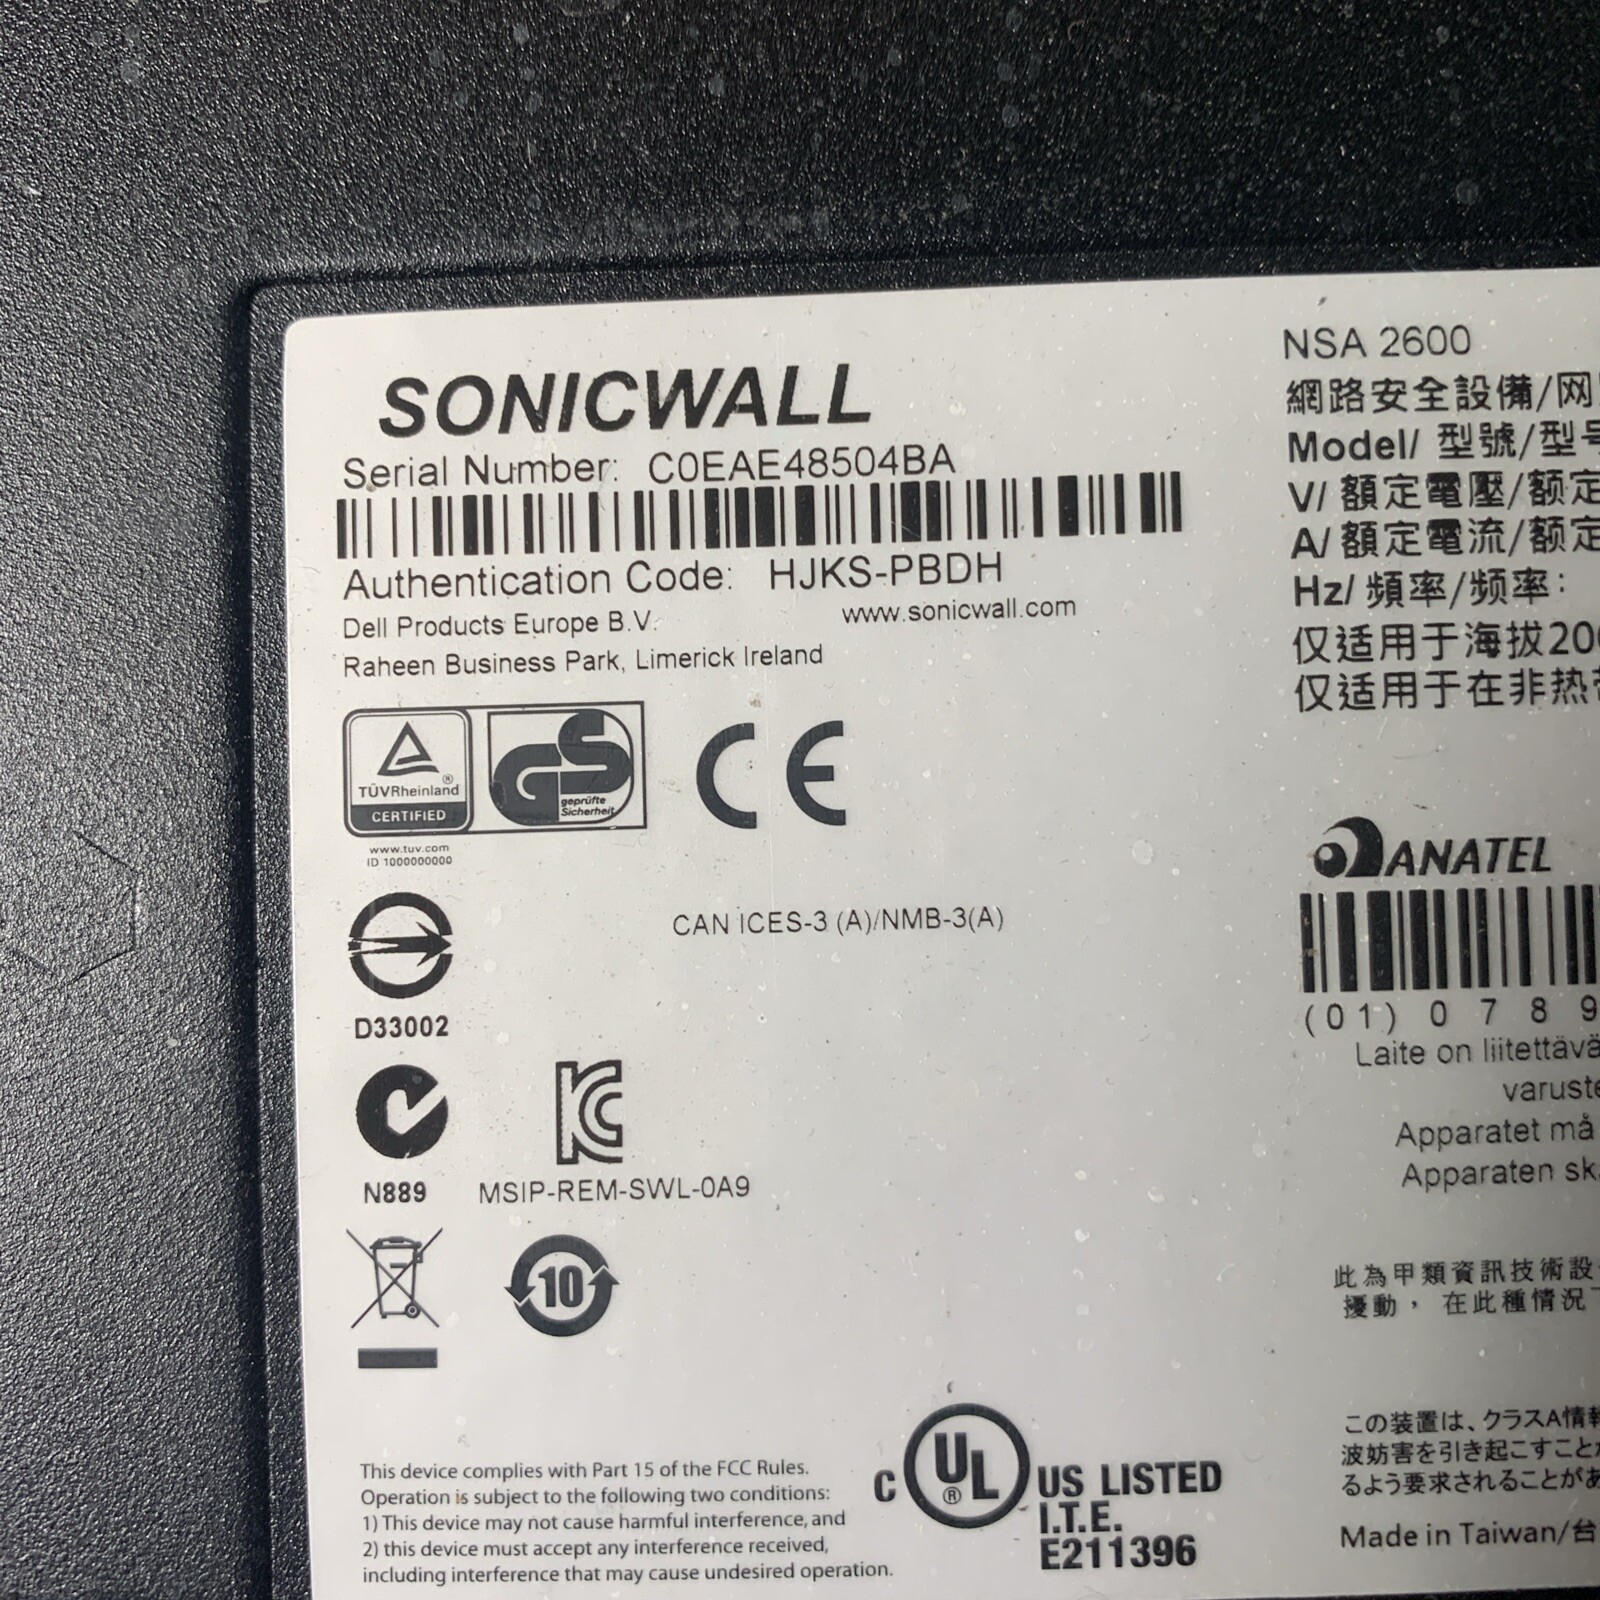 SONICWALL
Serial Number: C0EAE48504BA
Authentication Code: HJKS-PBDH
Dell Products Europe B.V.
www.sonicwall.com
Raheen Business Park, Limerick Ireland
TÜVRheinland®
CERTIFIED
www.tuv.com
ID 1000000000
GS
geprüfte
Sicherheit
CE
CAN ICES-3 (A)/NMB-3(A)
D33002
N889
MSIP-REM-SWL-0A9
10
This device complies with Part 15 of the FCC Rules.
Operation is subject to the following two conditions:
1) This device may not cause harmful interference, and
2) this device must accept any interference received,
including interference that may cause undesired operation.
C UL ® US LISTED
I.T.E.
E211396
NSA 2600
網路安全設備/网
Model/ 型號/型号
V/ 額定電壓/额定
A/ 額定電流/额定
Hz/ 頻率/频率:
仅适用于海拔200
仅适用于在非热带
ANATEL
(01) 0 7 8 9
Laite on liitettävä
varuste
Apparatet må
Apparaten ska
此為甲類資訊技術設
擾動， 在此種情況下
この装置は、クラスA情報
波妨害を引き起こすこと
るよう要求されることがあ
Made in Taiwan/台